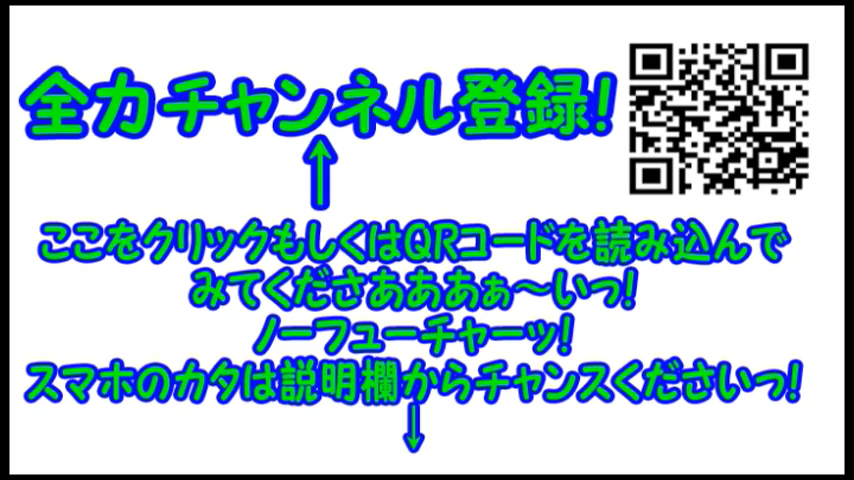 全力チャンネル登録!
↑
ここをクリックもしくはQRコードを読み込んで
みてくださあああぁ～いっ!
ノーフューチャーッ!
スマホのカタは説明欄からチャンスくださいっ!
↓